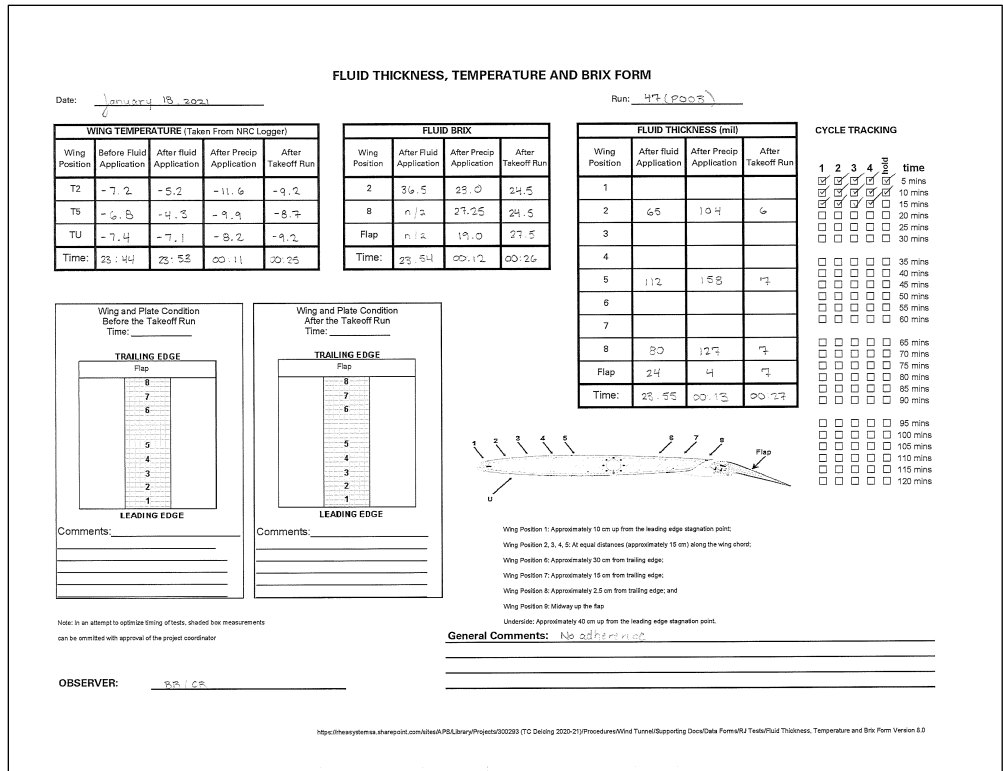 FLUID THICKNESS, TEMPERATURE AND BRIX FORM
Date: January 18, 2021 Run: 47 (P003)
WING TEMPERATURE (Taken From NRC Logger)
Wing Position Before Fluid Application After fluid Application After Precip Application After Takeoff Run
T2 -7.2 -5.2 -11.6 -9.2
T5 -6.8 -4.3 -9.9 -8.7
TU -7.4 -7.1 -8.2 -9.2
Time: 23:44 23:53 00:11 00:25
FLUID BRIX
Wing Position After Fluid Application After Precip Application After Takeoff Run
2 36.5 23.0 24.5
8 n/a 27.25 24.5
Flap n/a 19.0 27.5
Time: 23.54 00.12 00:26
FLUID THICKNESS (mil)
Wing Position After fluid Application After Precip Application After Takeoff Run
1
2 65 104 6
3
4
5 112 158 7
6
7
8 80 127 7
Flap 24 4 7
Time: 23.55 00:13 00:27
CYCLE TRACKING
1 2 3 4 hold time
5 mins
10 mins
15 mins
20 mins
25 mins
30 mins
35 mins
40 mins
45 mins
50 mins
55 mins
60 mins
65 mins
70 mins
75 mins
80 mins
85 mins
90 mins
95 mins
100 mins
105 mins
110 mins
115 mins
120 mins
Wing and Plate Condition
Before the Takeoff Run
Time:
TRAILING EDGE
Flap
8
7
6
5
4
3
2
1
LEADING EDGE
Comments:
Wing and Plate Condition
After the Takeoff Run
Time:
TRAILING EDGE
Flap
8
7
6
5
4
3
2
1
LEADING EDGE
Comments:
1 2 3 4 5 6 7 8 Flap
U
Wing Position 1: Approximately 10 cm up from the leading edge stagnation point;
Wing Position 2, 3, 4, 5: At equal distances (approximately 15 cm) along the wing chord;
Wing Position 6: Approximately 30 cm from trailing edge;
Wing Position 7: Approximately 15 cm from trailing edge;
Wing Position 8: Approximately 2.5 cm from trailing edge; and
Wing Position 9: Midway up the flap
Underside: Approximately 40 cm up from the leading edge stagnation point.
Note: In an attempt to optimize timing of tests, shaded box measurements
can be ommitted with approval of the project coordinator
General Comments: No adherence
OBSERVER: BB / CB
https://rheasystemsa.sharepoint.com/sites/APS/Library/Projects/300293 (TC Deicing 2020-21)/Procedures/Wind Tunnel/Supporting Docs/Data Forms/RJ Tests/Fluid Thickness, Temperature and Brix Form Version 8.0